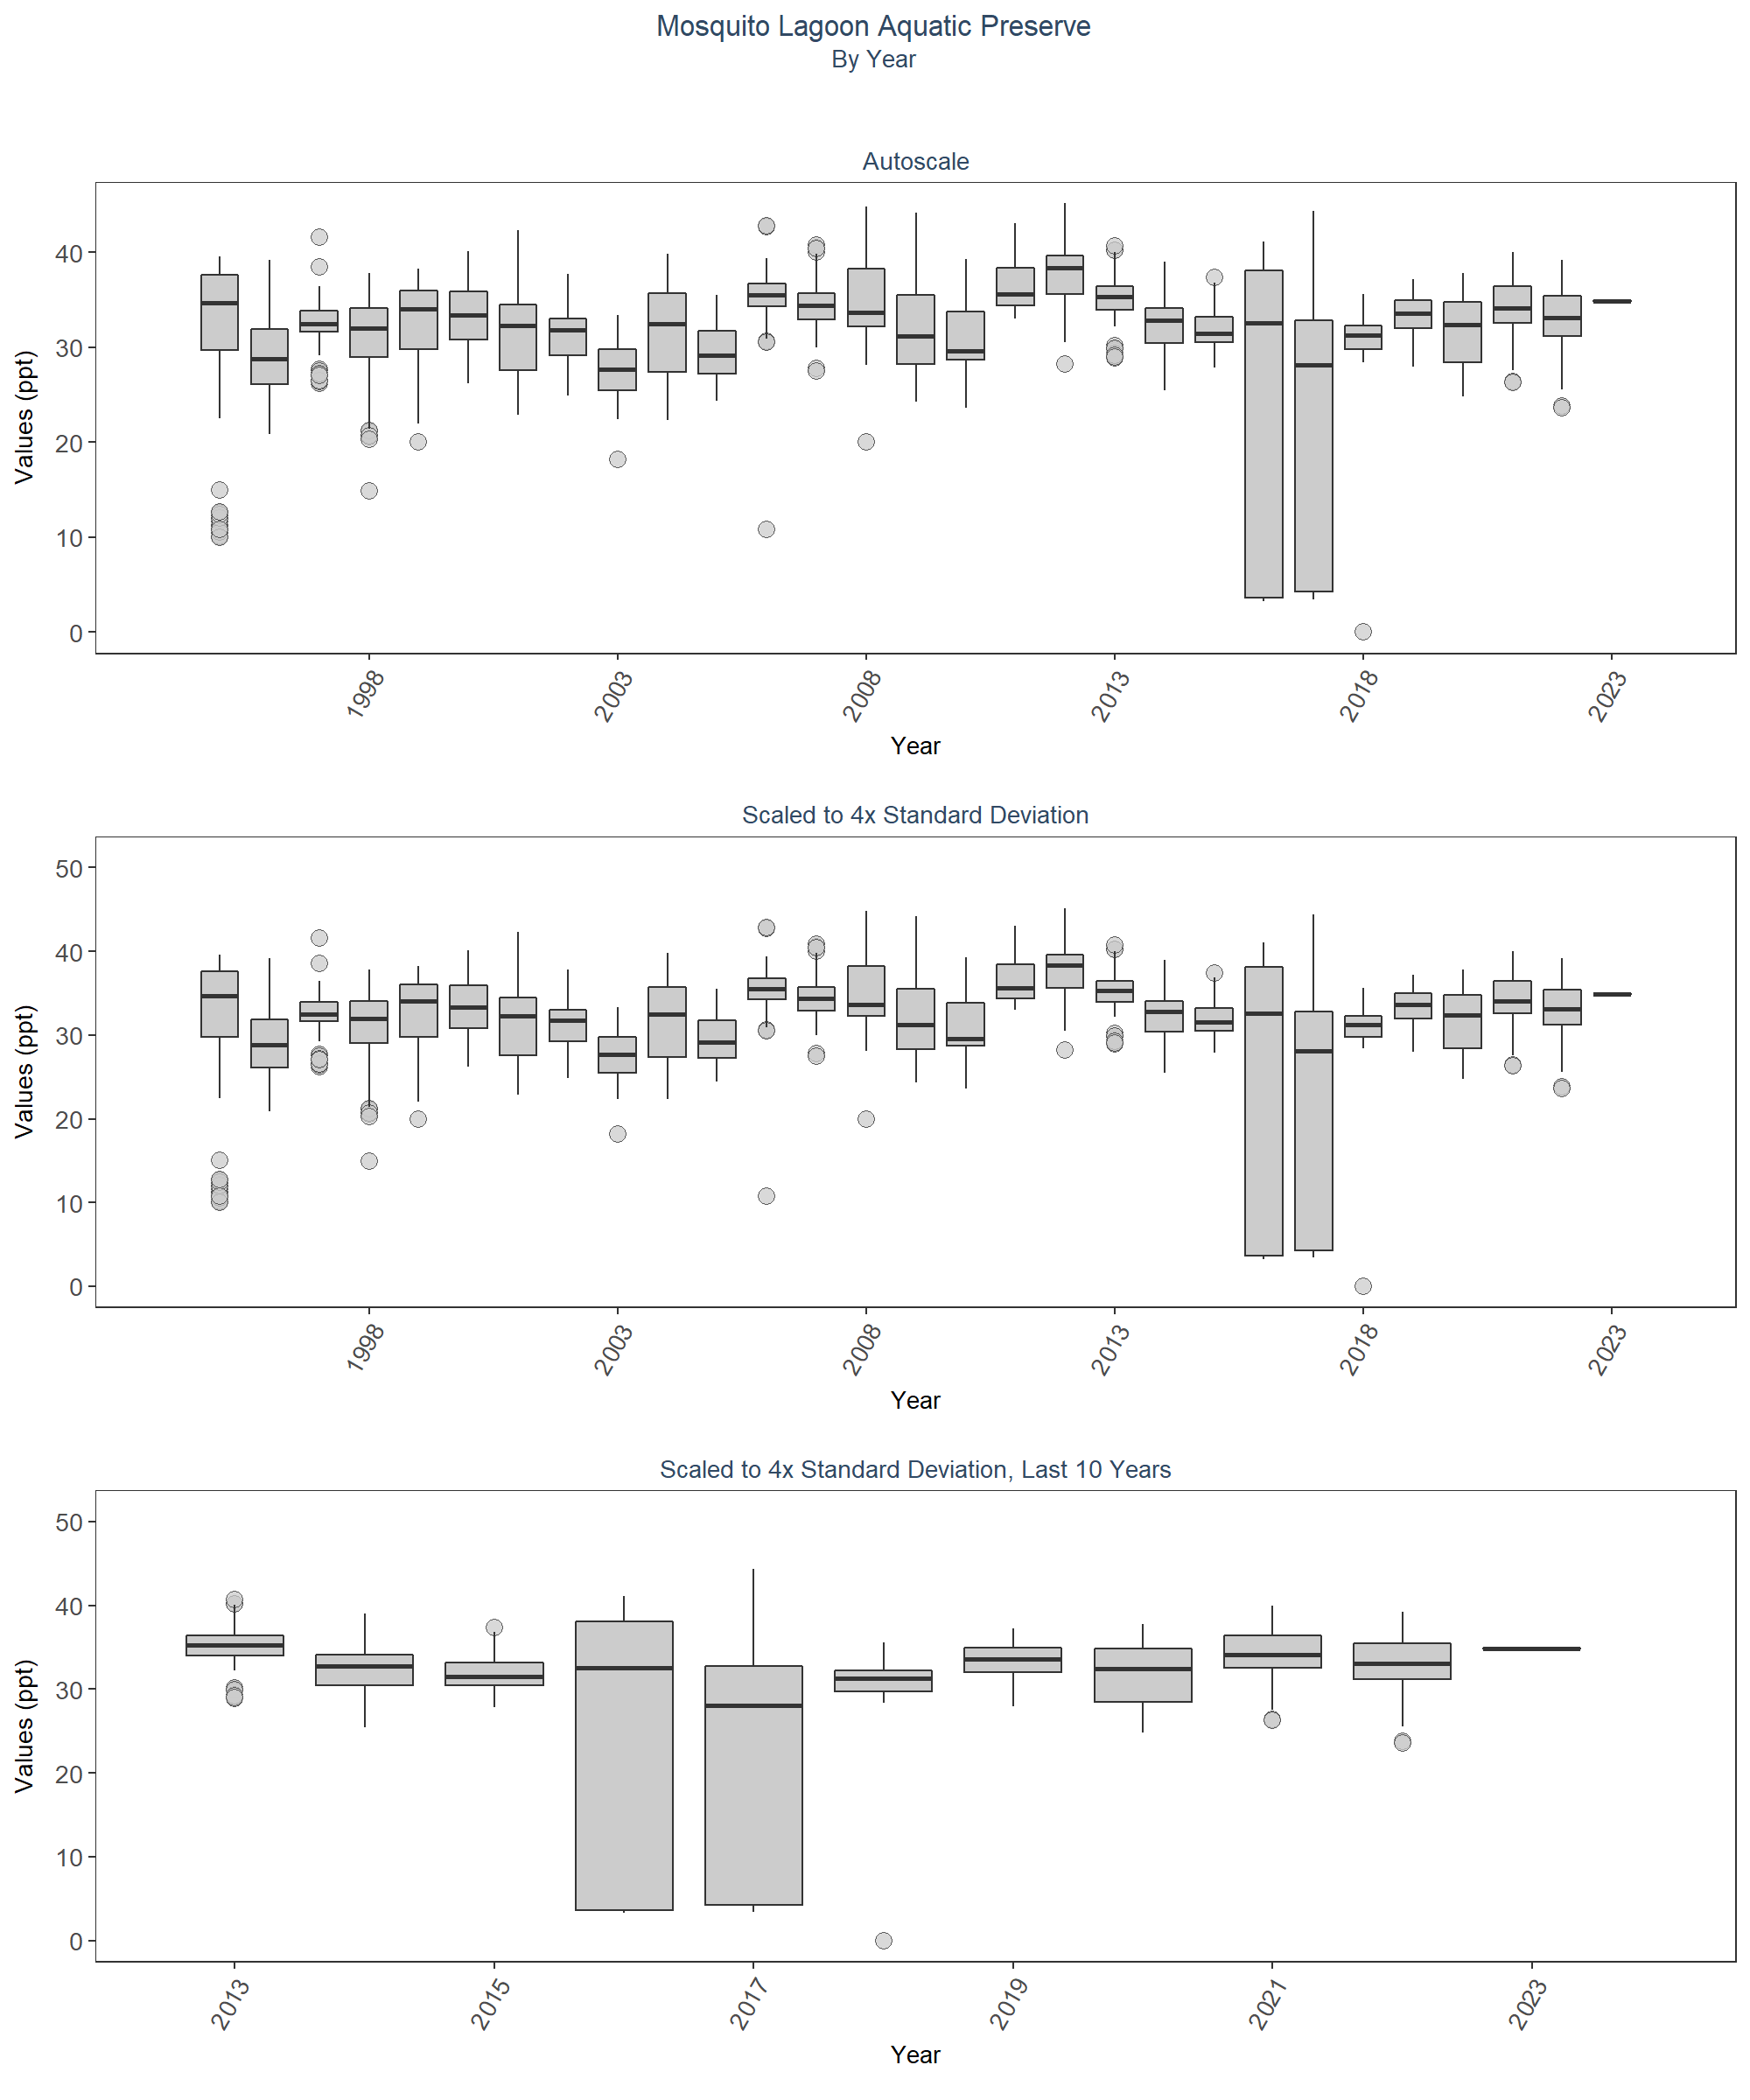 Mosquito Lagoon Aquatic Preserve
By Year
Autoscale
Values (ppt)
40
30
20
10
0
1998 2003 2008 2013 2018 2023
Year
Scaled to 4x Standard Deviation
Values (ppt)
50
40
30
20
10
0
1998 2003 2008 2013 2018 2023
Year
Scaled to 4x Standard Deviation, Last 10 Years
Values (ppt)
50
40
30
20
10
0
2013 2015 2017 2019 2021 2023
Year